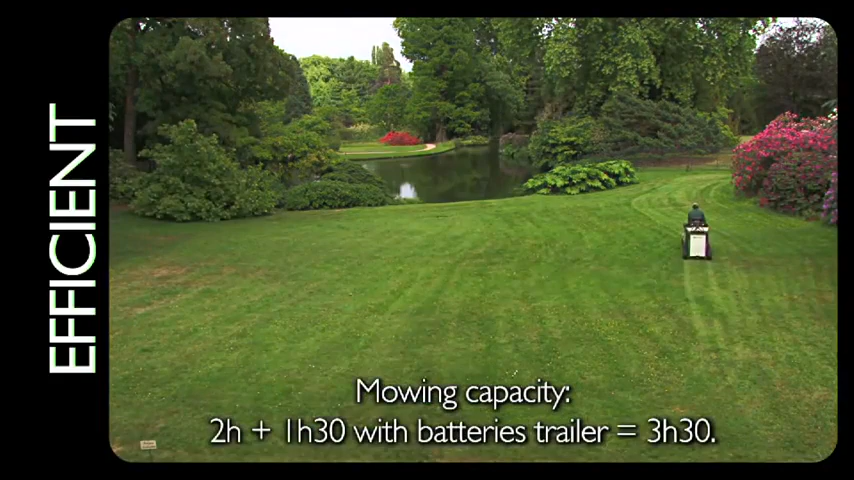 EFFICIENT
Mowing capacity:
2h + 1h30 with batteries trailer = 3h30.